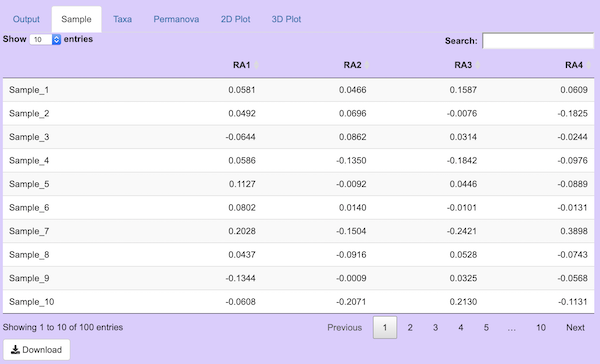 Output Sample Taxa Permanova 2D Plot 3D Plot
Show 10 entries Search:
RA1 RA2 RA3 RA4
Sample_1 0.0581 0.0466 0.1587 0.0609
Sample_2 0.0492 0.0696 -0.0076 -0.1825
Sample_3 -0.0644 0.0862 0.0314 -0.0244
Sample_4 0.0586 -0.1350 -0.1842 -0.0976
Sample_5 0.1127 -0.0092 0.0446 -0.0889
Sample_6 0.0802 0.0140 -0.0101 -0.0131
Sample_7 0.2028 -0.1504 -0.2421 0.3898
Sample_8 0.0437 -0.0916 0.0528 -0.0743
Sample_9 -0.1344 -0.0009 0.0325 -0.0568
Sample_10 -0.0608 -0.2071 0.2130 -0.1131
Showing 1 to 10 of 100 entries Previous 1 2 3 4 5 … 10 Next
Download